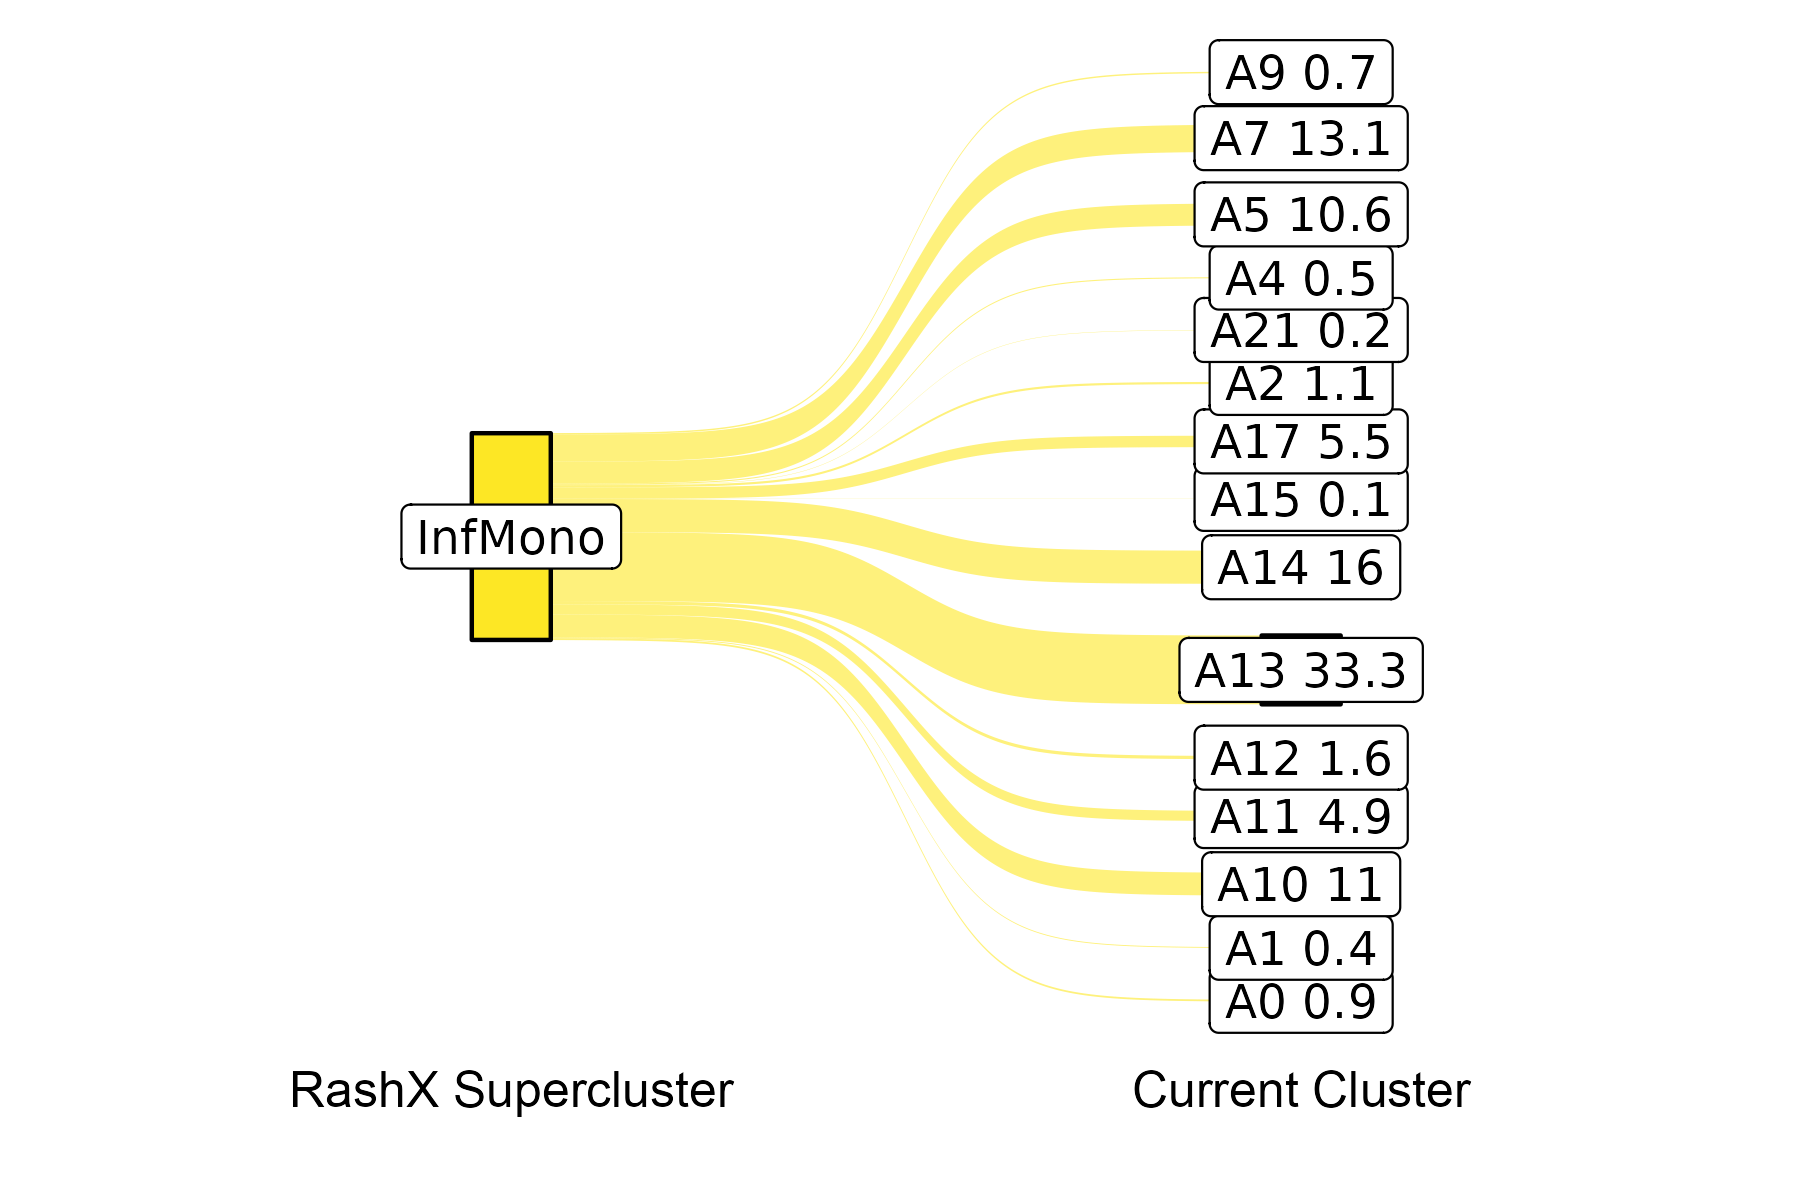 A9 0.7
A7 13.1
A5 10.6
A4 0.5
A21 0.2
A2 1.1
A17 5.5
A15 0.1
InfMono
A14 16
A13 33.3
A12 1.6
A11 4.9
A10 11
A1 0.4
A0 0.9
RashX Supercluster
Current Cluster